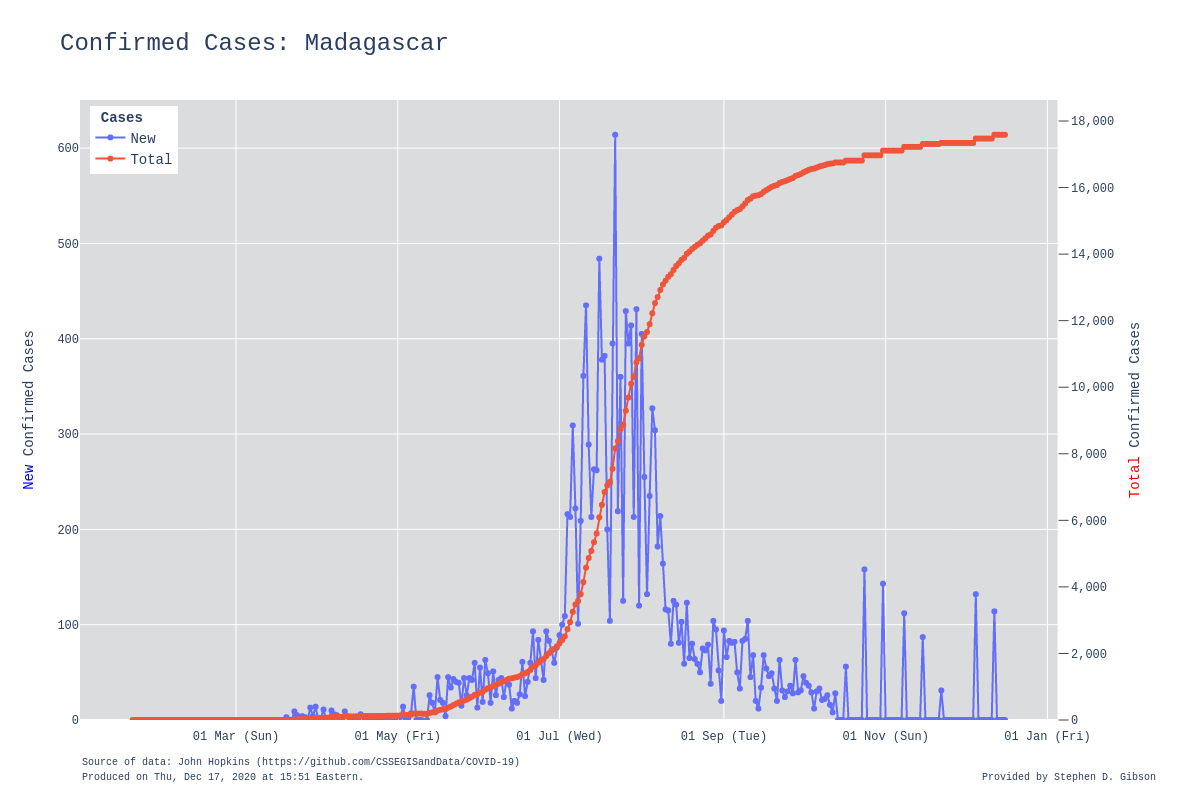 Confirmed Cases: Madagascar
Cases
New
Total
600
500
400
300
200
100
0
18,000
16,000
14,000
12,000
10,000
8,000
6,000
4,000
2,000
0
New Confirmed Cases
Total Confirmed Cases
01 Mar (Sun)
01 May (Fri)
01 Jul (Wed)
01 Sep (Tue)
01 Nov (Sun)
01 Jan (Fri)
Source of data: John Hopkins (https://github.com/CSSEGISandData/COVID-19)
Produced on Thu, Dec 17, 2020 at 15:51 Eastern.
Provided by Stephen D. Gibson